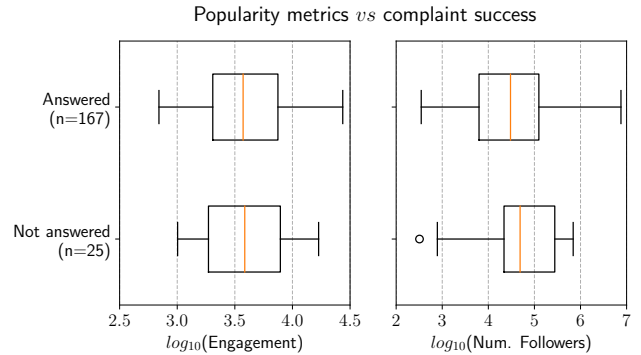 Popularity metrics vs complaint success
Answered
(n=167)
Not answered
(n=25)
2.5 3.0 3.5 4.0 4.5
log10(Engagement)
2 3 4 5 6 7
log10(Num. Followers)